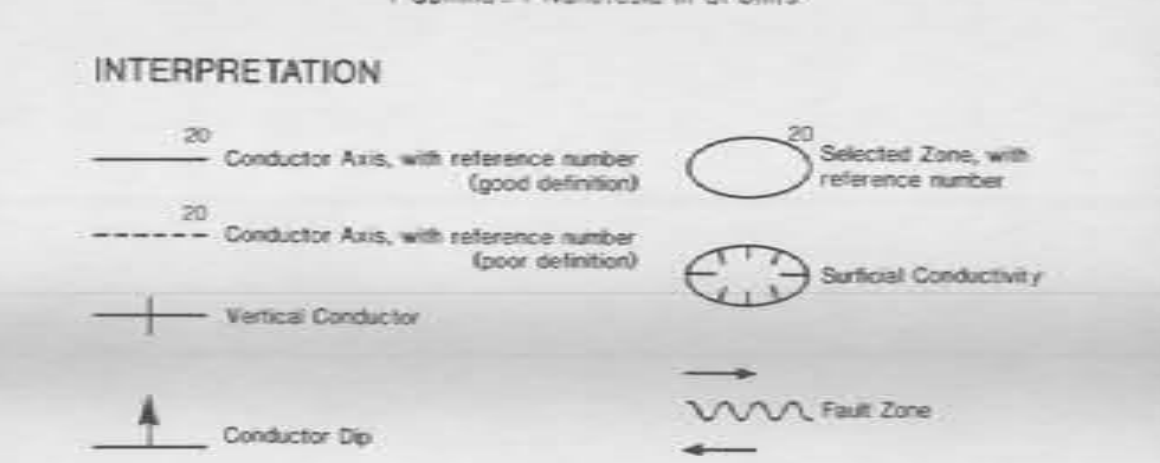 INTERPRETATION
20
Conductor Axis, with reference number
(good definition)
20
Conductor Axis, with reference number
(poor definition)
Vertical Conductor
Conductor Dip
20
Selected Zone, with
reference number
Surficial Conductivity
Fault Zone